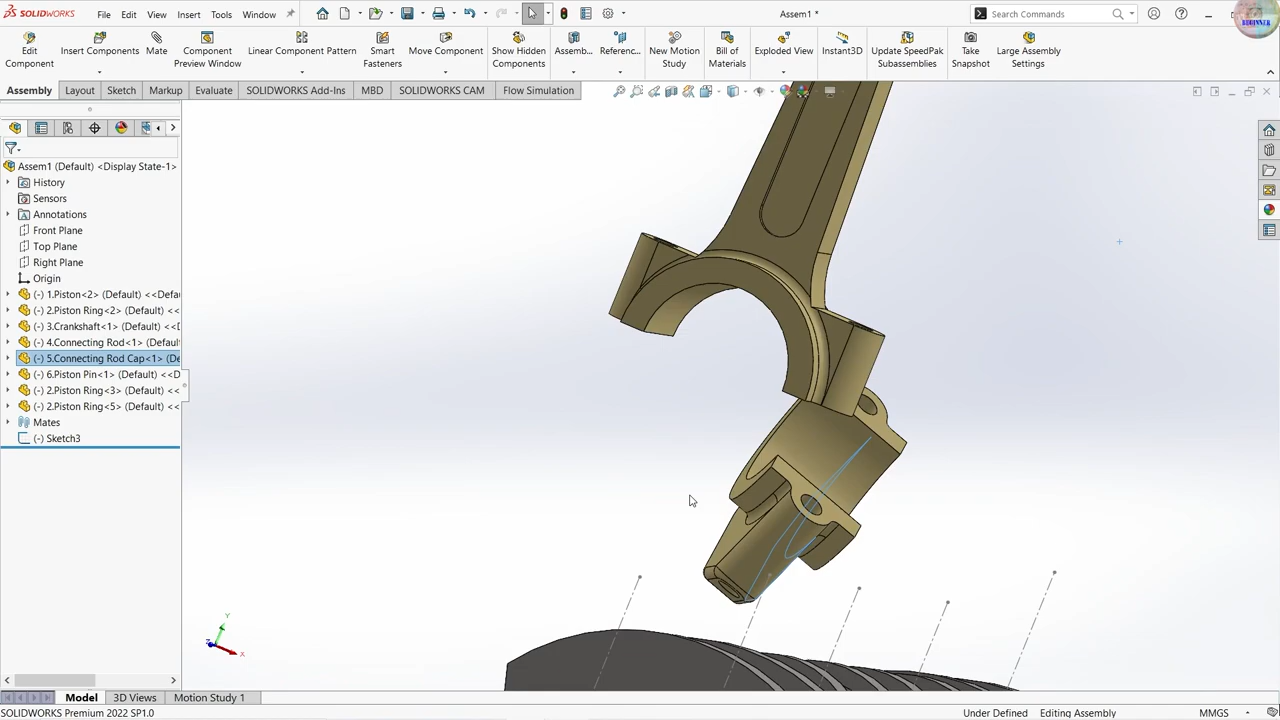 SOLIDWORKS
File
Edit
View
Insert
Tools
Window
Assem1 *
Search Commands
BEGINNER
Edit Component
Insert Components
Mate
Component Preview Window
Linear Component Pattern
Smart Fasteners
Move Component
Show Hidden Components
Assemb...
Referenc...
New Motion Study
Bill of Materials
Exploded View
Instant3D
Update SpeedPak Subassemblies
Take Snapshot
Large Assembly Settings
Assembly
Layout
Sketch
Markup
Evaluate
SOLIDWORKS Add-Ins
MBD
SOLIDWORKS CAM
Flow Simulation
Assem1 (Default) <Display State-1>
History
Sensors
Annotations
Front Plane
Top Plane
Right Plane
Origin
(-) 1.Piston<2> (Default) <<Defau
(-) 2.Piston Ring<2> (Default) <<
(-) 3.Crankshaft<1> (Default) <<D
(-) 4.Connecting Rod<1> (Default
(-) 5.Connecting Rod Cap<1> (De
(-) 6.Piston Pin<1> (Default) <<D
(-) 2.Piston Ring<3> (Default) <<
(-) 2.Piston Ring<5> (Default) <<
Mates
(-) Sketch3
Y
Z
X
Model
3D Views
Motion Study 1
SOLIDWORKS Premium 2022 SP1.0
Under Defined
Editing Assembly
MMGS